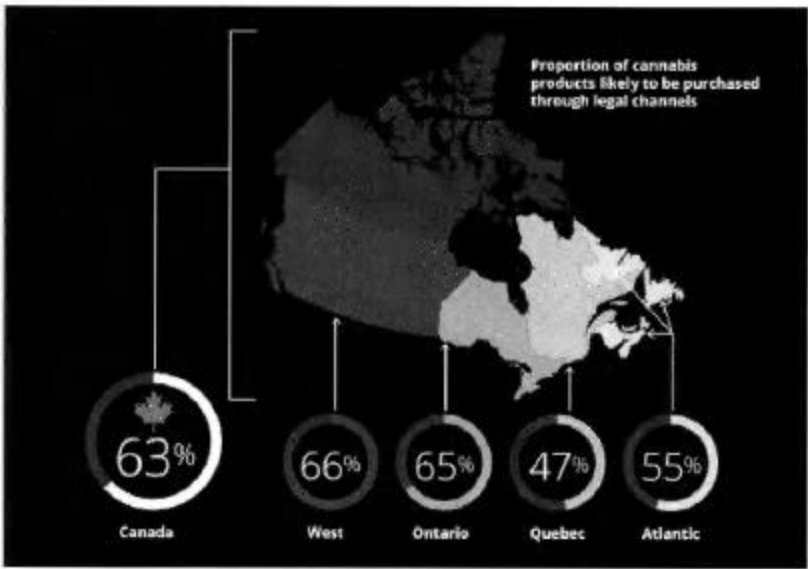 Proportion of cannabis
products likely to be purchased
through legal channels
63%
Canada
66%
West
65%
Ontario
47%
Quebec
55%
Atlantic